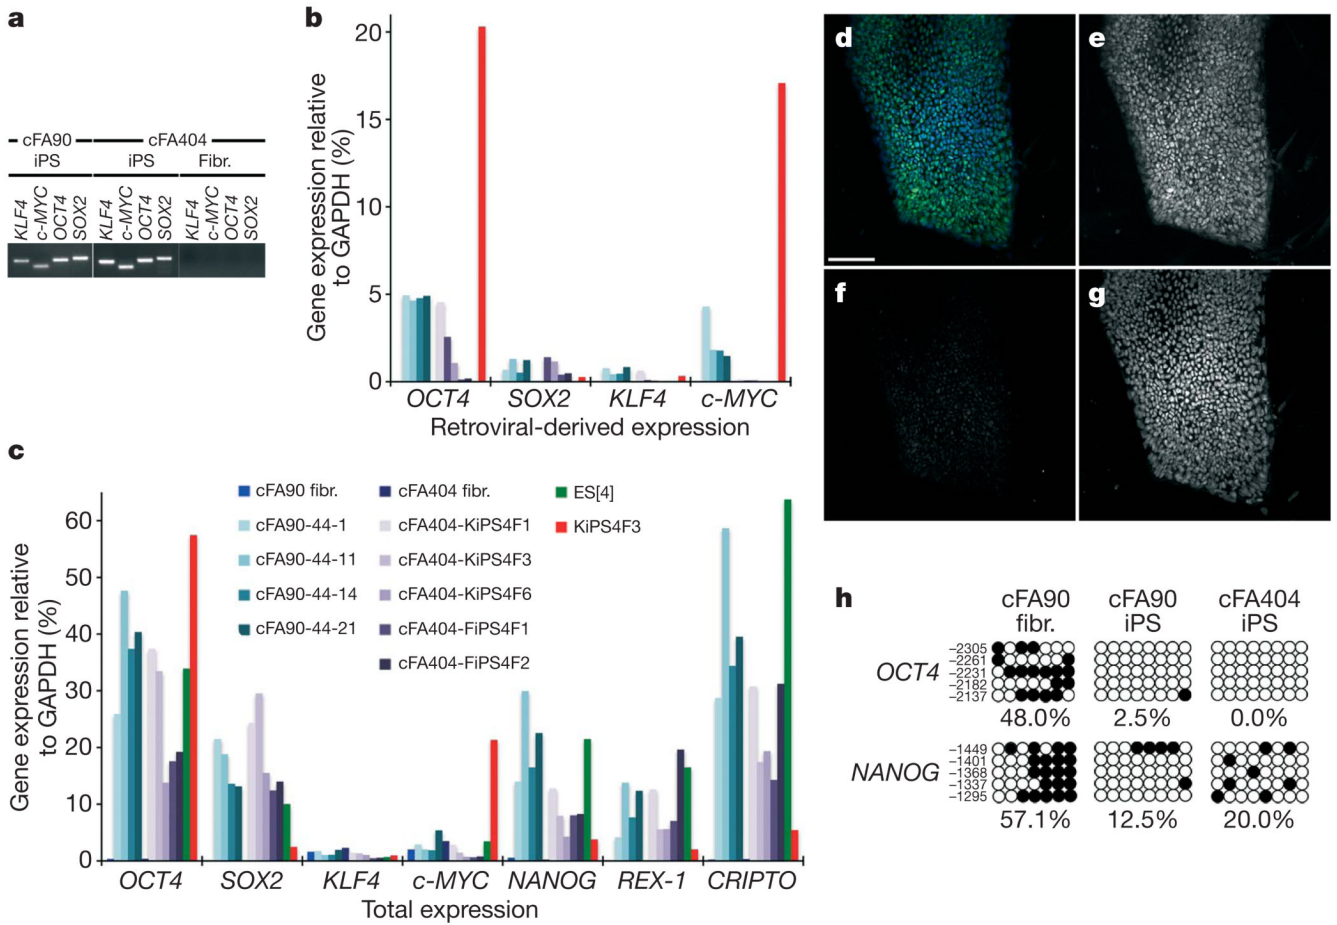 a
cFA90
cFA404
iPS
iPS
Fibr.
KLF4
c-MYC
OCT4
SOX2
KLF4
c-MYC
OCT4
SOX2
KLF4
c-MYC
OCT4
SOX2
b
Gene expression relative
to GAPDH (%)
20
15
10
5
0
OCT4 SOX2 KLF4 c-MYC
Retroviral-derived expression
c
Gene expression relative
to GAPDH (%)
60
50
40
30
20
10
0
cFA90 fibr.
cFA90-44-1
cFA90-44-11
cFA90-44-14
cFA90-44-21
cFA404 fibr.
cFA404-KiPS4F1
cFA404-KiPS4F3
cFA404-KiPS4F6
cFA404-FiPS4F1
cFA404-FiPS4F2
ES[4]
KiPS4F3
OCT4 SOX2 KLF4 c-MYC NANOG REX-1 CRIPTO
Total expression
d
e
f
g
h
cFA90
fibr.
cFA90
iPS
cFA404
iPS
OCT4
−2305
−2261
−2231
−2182
−2137
48.0% 2.5% 0.0%
NANOG
−1449
−1401
−1368
−1337
−1295
57.1% 12.5% 20.0%